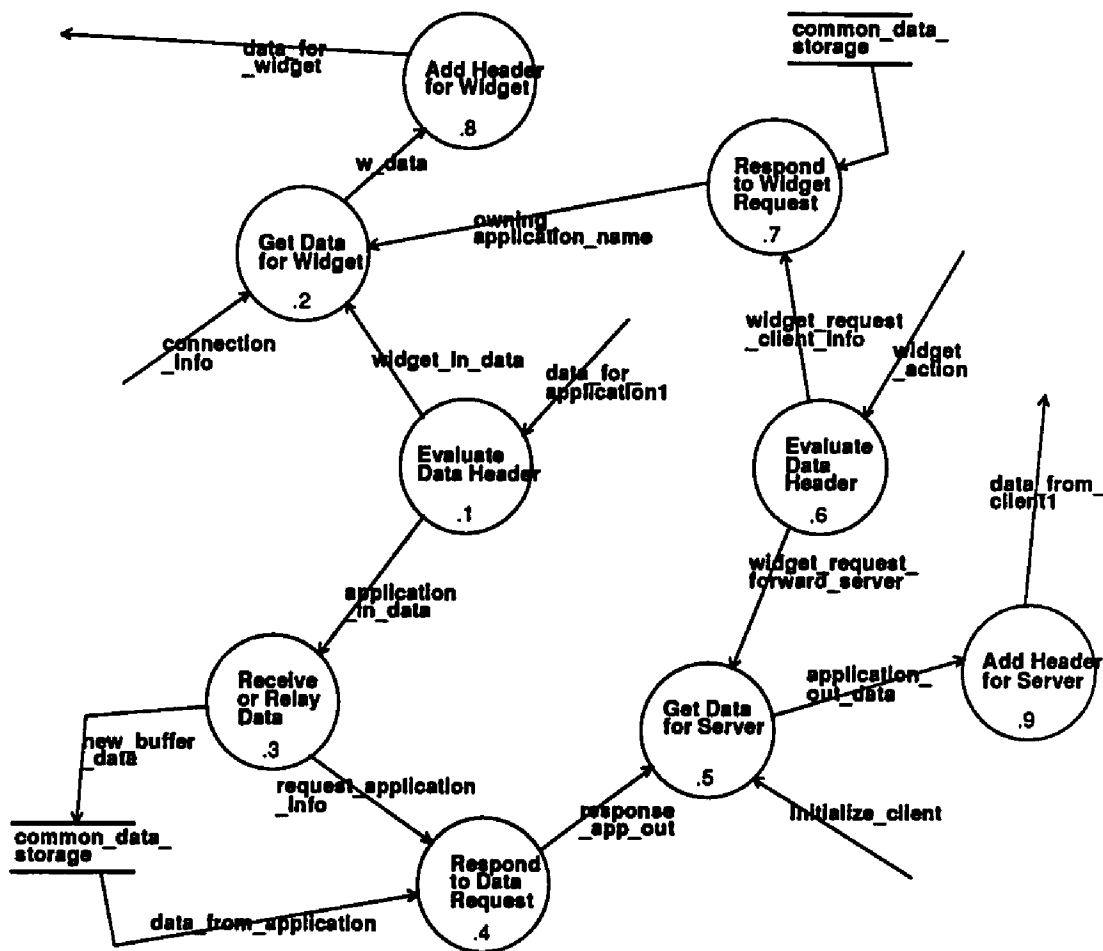 data_for
_widget
Add Header
for Widget
.8
common_data_
storage
w_data
Respond
to Widget
Request
.7
owning_
application_name
Get Data
for Widget
.2
connection
_info
widget_in_data
data_for_
application1
widget_request
_client_info
widget
_action
Evaluate
Data Header
.1
Evaluate
Data
Header
.6
data_from_
client1
application
_in_data
widget_request_
forward_server
Receive
or Relay
Data
.3
Get Data
for Server
.5
application_
out_data
Add Header
for Server
.9
new_buffer
_data
request_application
_info
response
_app_out
initialize_client
common_data_
storage
Respond
to Data
Request
.4
data_from_application